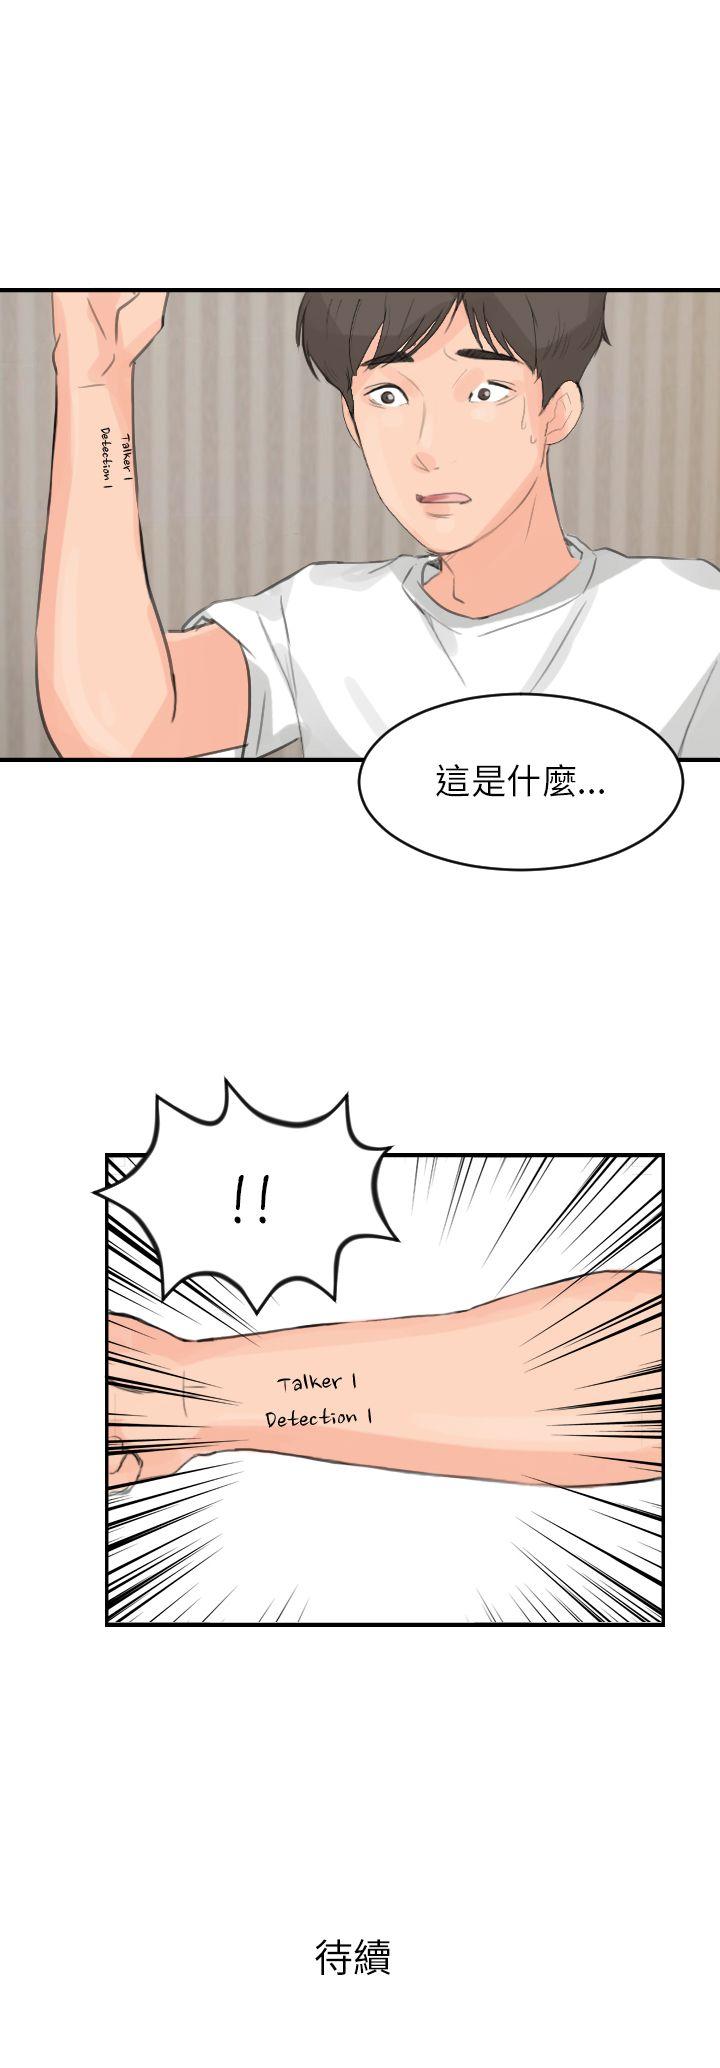 Talker 1
Detection 1
這是什麼...
!!
Talker 1
Detection 1
待續